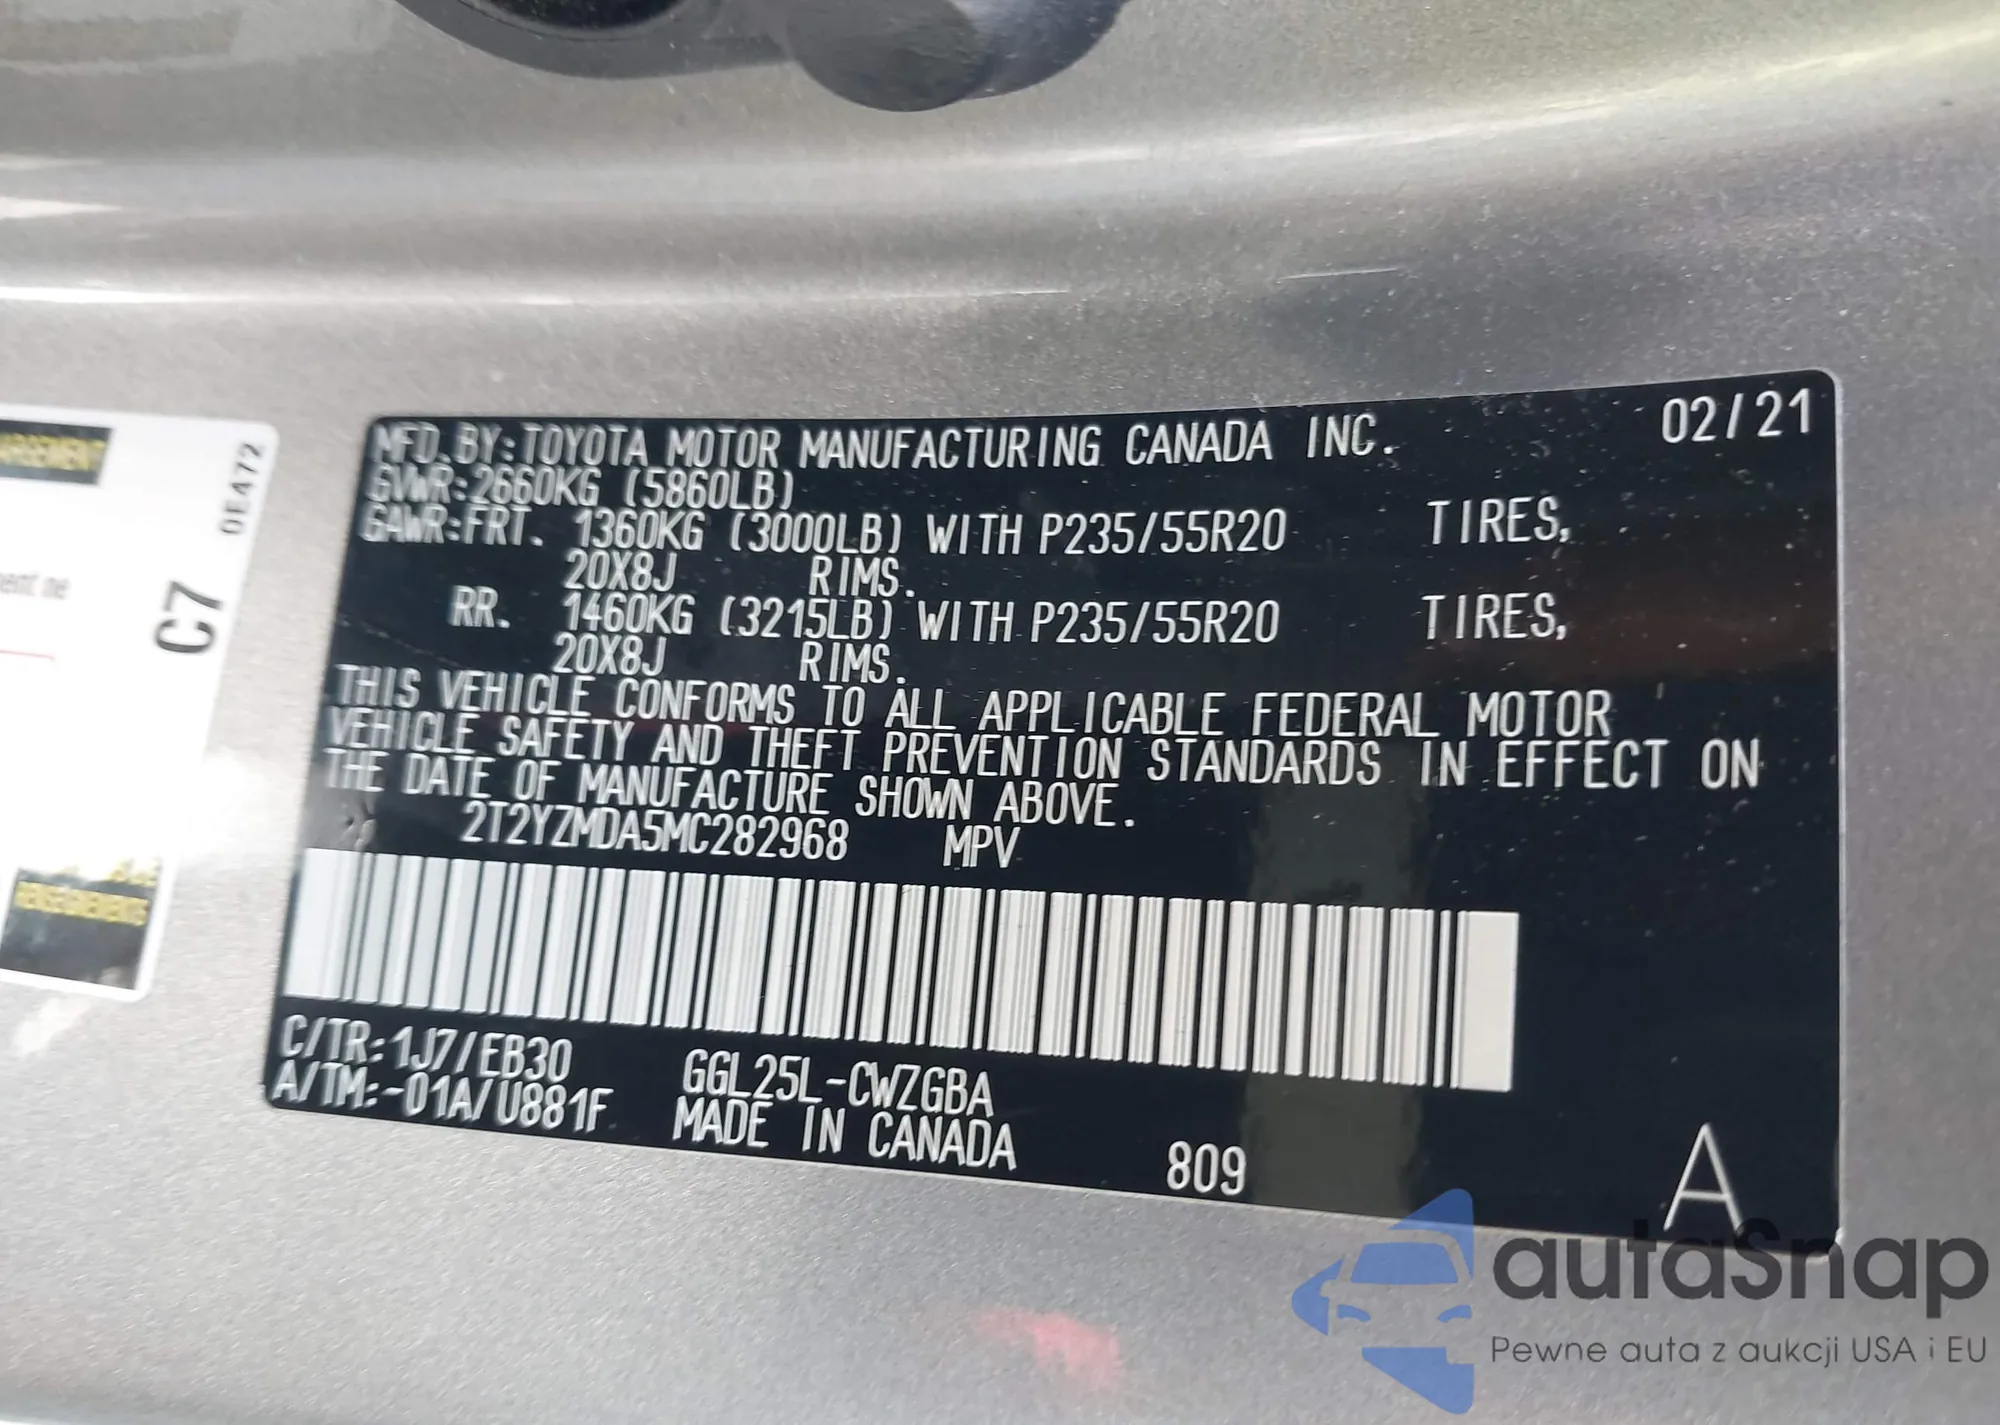 MFD. BY: TOYOTA MOTOR MANUFACTURING CANADA INC. 02/21
GVWR: 2660KG (5860LB)
GAWR: FRT. 1360KG (3000LB) WITH P235/55R20 TIRES,
20X8J RIMS.
RR. 1460KG (3215LB) WITH P235/55R20 TIRES,
20X8J RIMS.
THIS VEHICLE CONFORMS TO ALL APPLICABLE FEDERAL MOTOR
VEHICLE SAFETY AND THEFT PREVENTION STANDARDS IN EFFECT ON
THE DATE OF MANUFACTURE SHOWN ABOVE.
2T2YZMDA5MC282968 MPV
C/TR: 1J7/EB30 GGL25L-CWZGBA
A/TM: -01A/U881F MADE IN CANADA 809 A
C7
0EA72
ent ne
autaSnap
Pewne auta z aukcji USA i EU